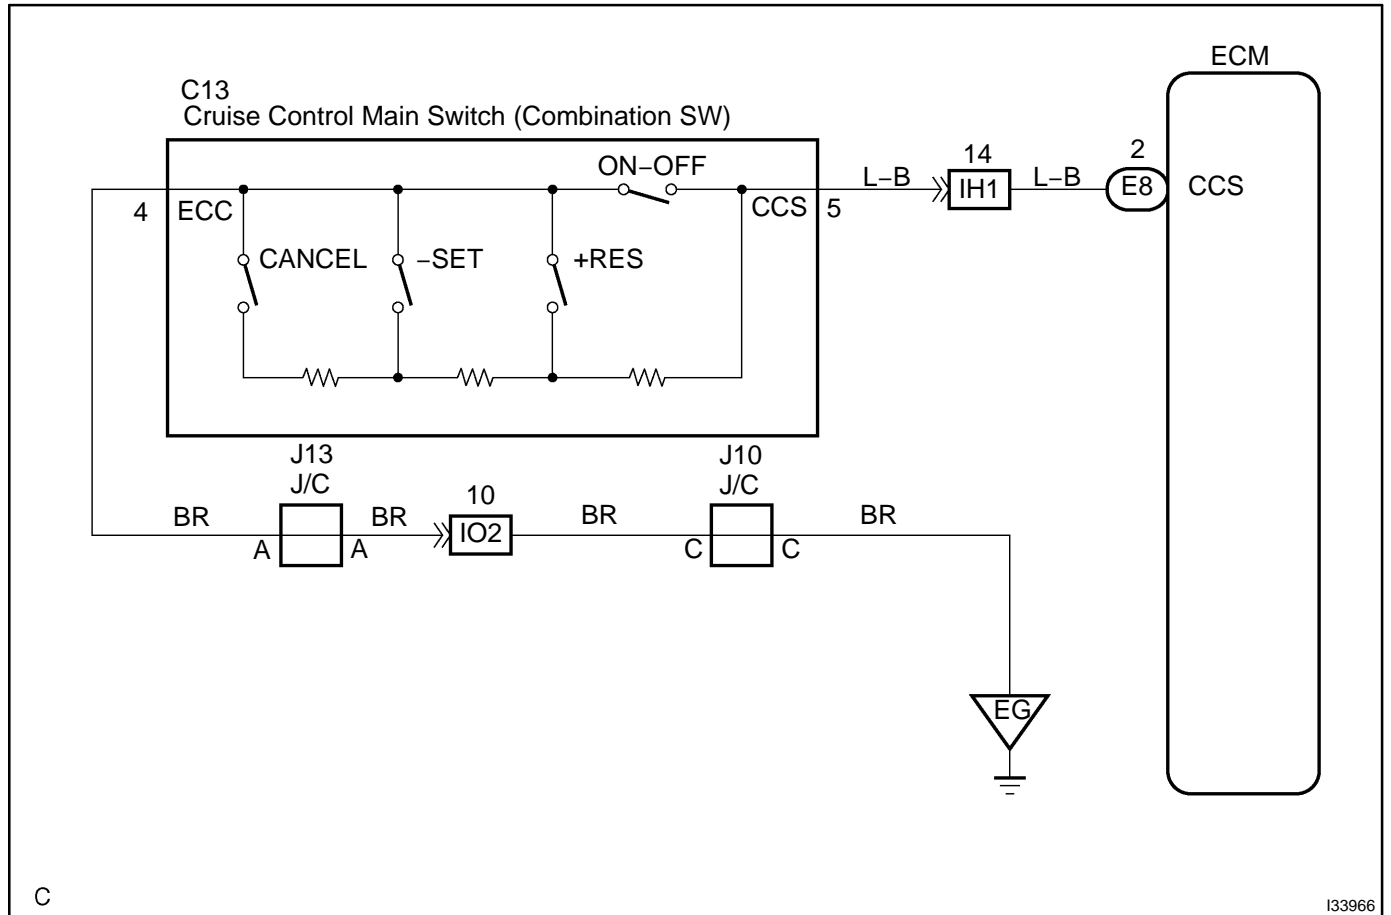 ECM
C13
Cruise Control Main Switch (Combination SW)
ON−OFF
14
2
L−B
IH1
L−B
E8
CCS
4
ECC
CCS
5
CANCEL
−SET
+RES
J13
J/C
J10
J/C
10
BR
BR
IO2
BR
BR
A
A
C
C
EG
C
I33966